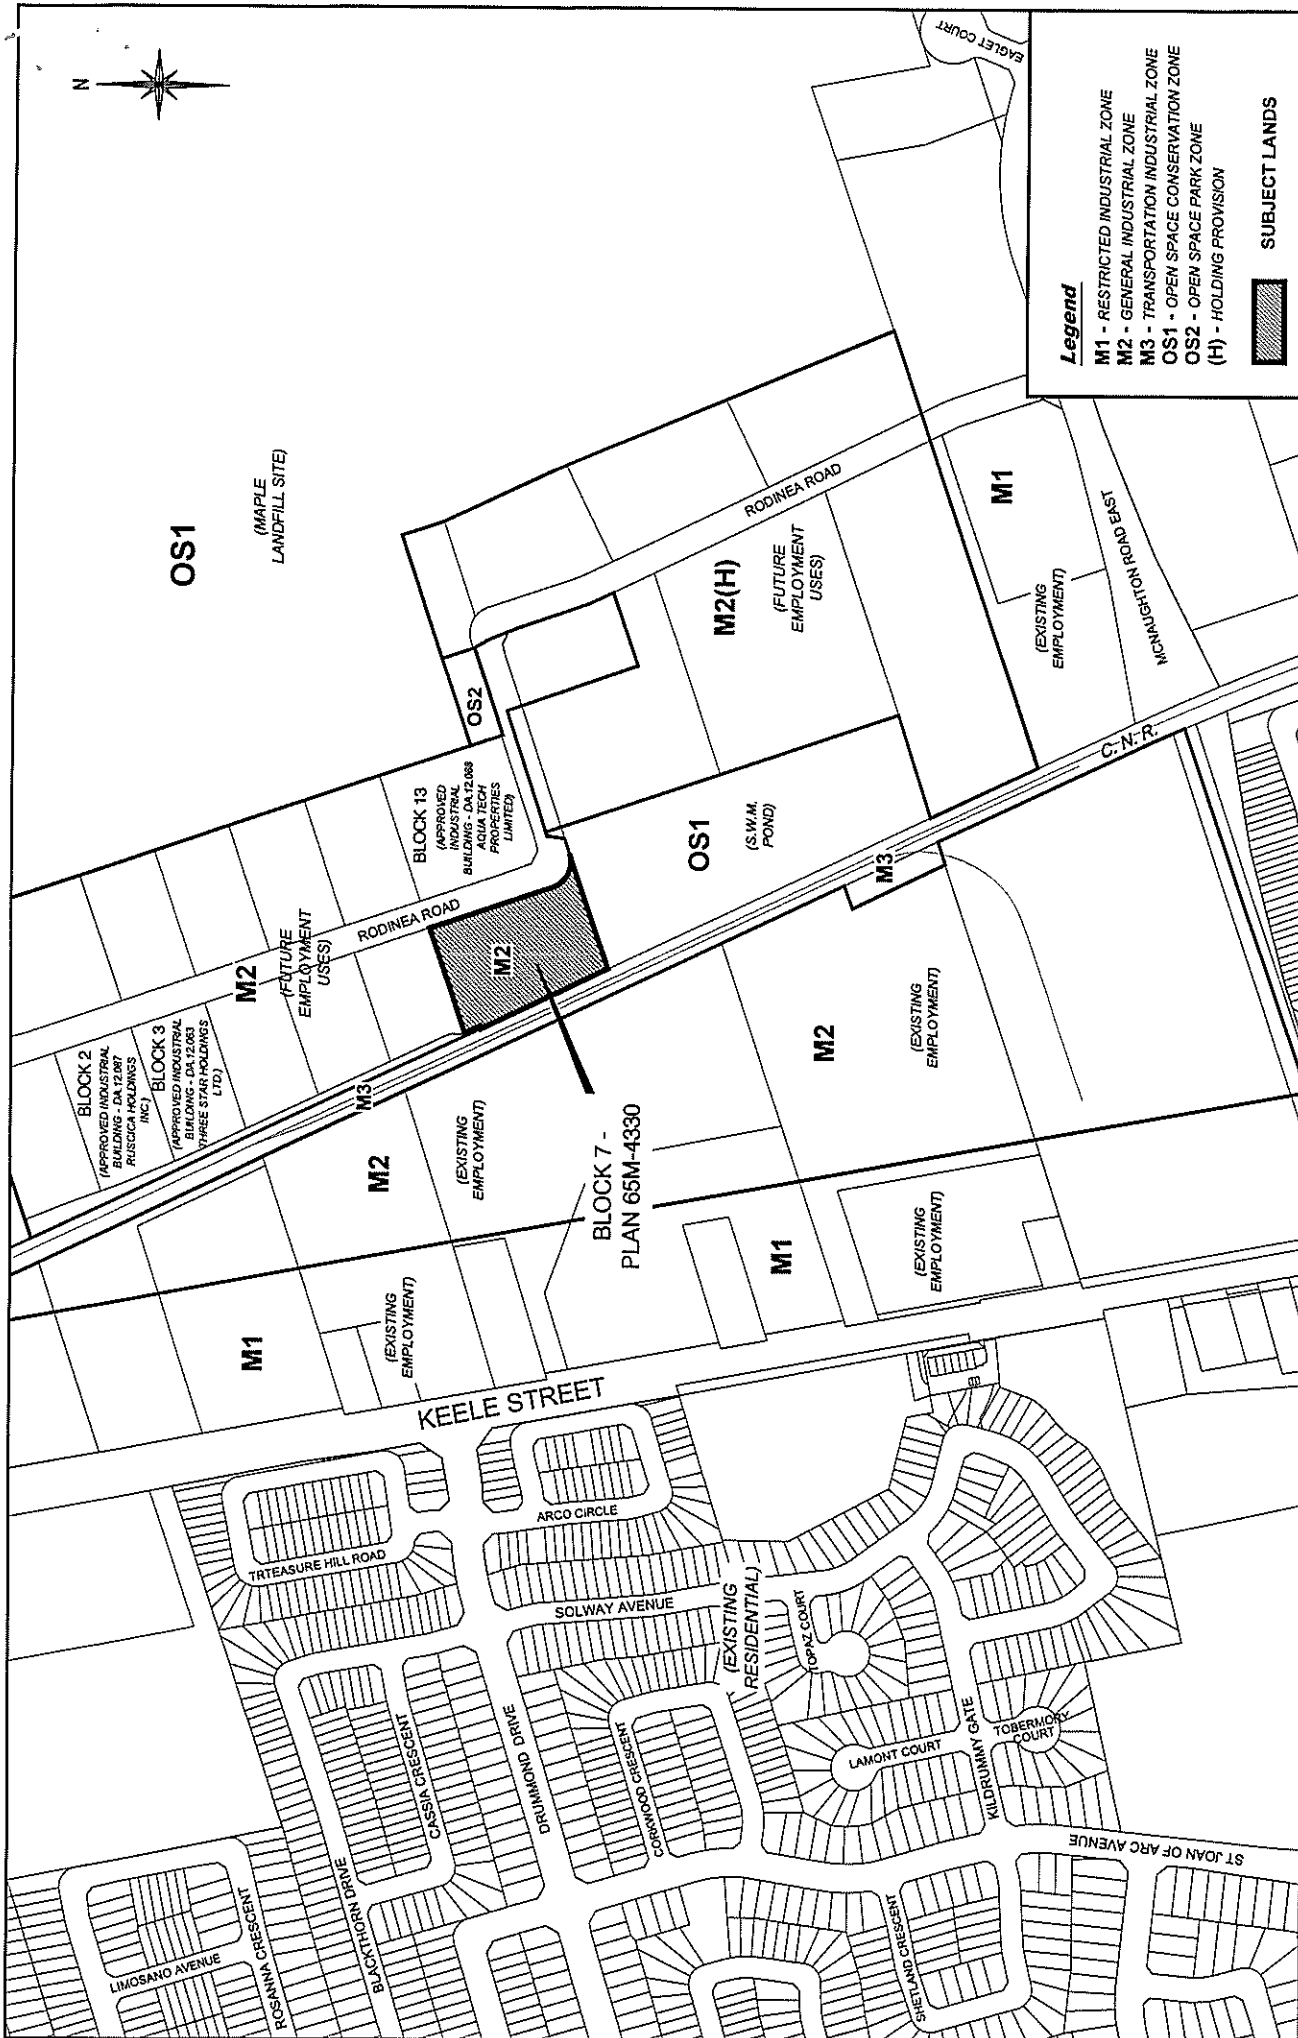 N
EAGLET COURT
OS1
(MAPLE
LANDFILL SITE)
OS2
BLOCK 13
(APPROVED
INDUSTRIAL
BUILDING - DA.12.068
AQUA TECH
PROPERTIES
LIMITED)
RODINEA ROAD
M2(H)
(FUTURE
EMPLOYMENT
USES)
M1
(EXISTING
EMPLOYMENT)
MCNAUGHTON ROAD EAST
C.N.R.
OS1
(S.W.M.
POND)
M3
RODINEA ROAD
M2
M2
(FUTURE
EMPLOYMENT
USES)
BLOCK 2
(APPROVED INDUSTRIAL
BUILDING - DA.12.087
RUSCICA HOLDINGS
INC.)
BLOCK 3
(APPROVED INDUSTRIAL
BUILDING - DA.12.063
THREE STAR HOLDINGS
LTD.)
M3
M2
(EXISTING
EMPLOYMENT)
BLOCK 7 -
PLAN 65M-4330
M2
(EXISTING
EMPLOYMENT)
M1
(EXISTING
EMPLOYMENT)
M1
(EXISTING
EMPLOYMENT)
KEELE STREET
TRTEASURE HILL ROAD
ARCO CIRCLE
SOLWAY AVENUE
(EXISTING
RESIDENTIAL)
TOPAZ COURT
CASSIA CRESCENT
DRUMMOND DRIVE
CORKWOOD CRESCENT
LAMONT COURT
KILDRUMMY GATE
TOBERMORY
COURT
LIMOSANO AVENUE
ROSANNA CRESCENT
BLACKTHORN DRIVE
SHETLAND CRESCENT
ST JOAN OF ARC AVENUE
Legend
M1 - RESTRICTED INDUSTRIAL ZONE
M2 - GENERAL INDUSTRIAL ZONE
M3 - TRANSPORTATION INDUSTRIAL ZONE
OS1 - OPEN SPACE CONSERVATION ZONE
OS2 - OPEN SPACE PARK ZONE
(H) - HOLDING PROVISION
SUBJECT LANDS